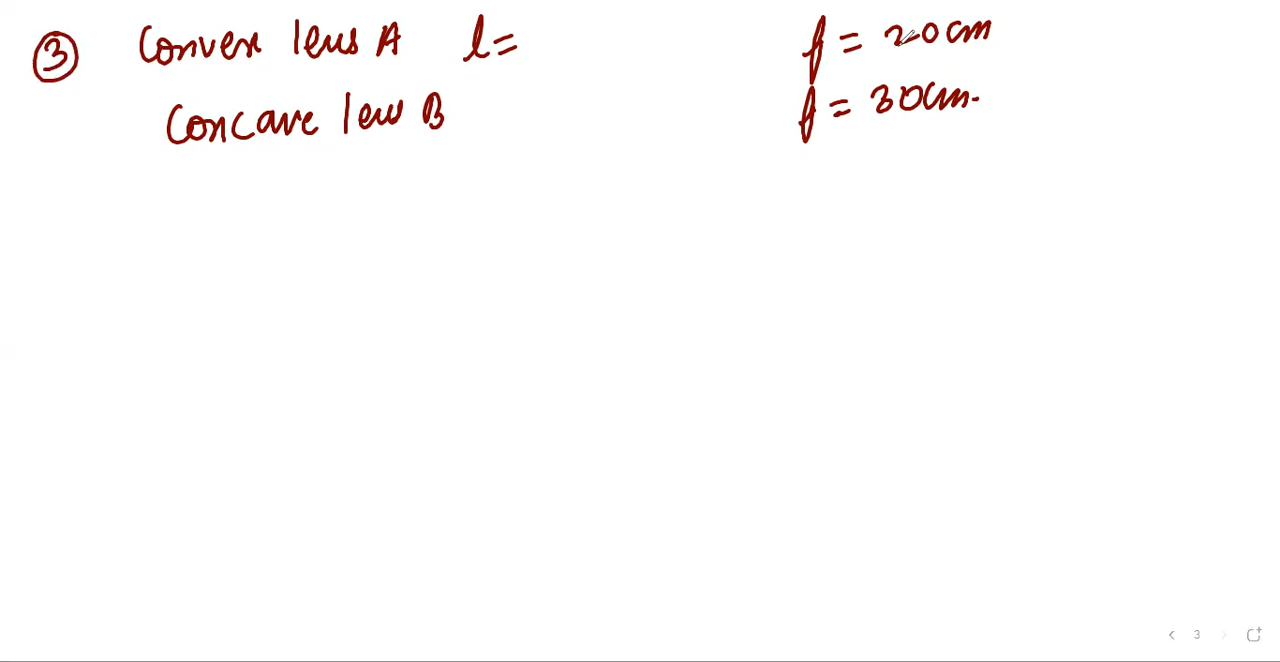 ③ Convex lens A l= f = 20cm
Concave lens B f = 30cm.
3